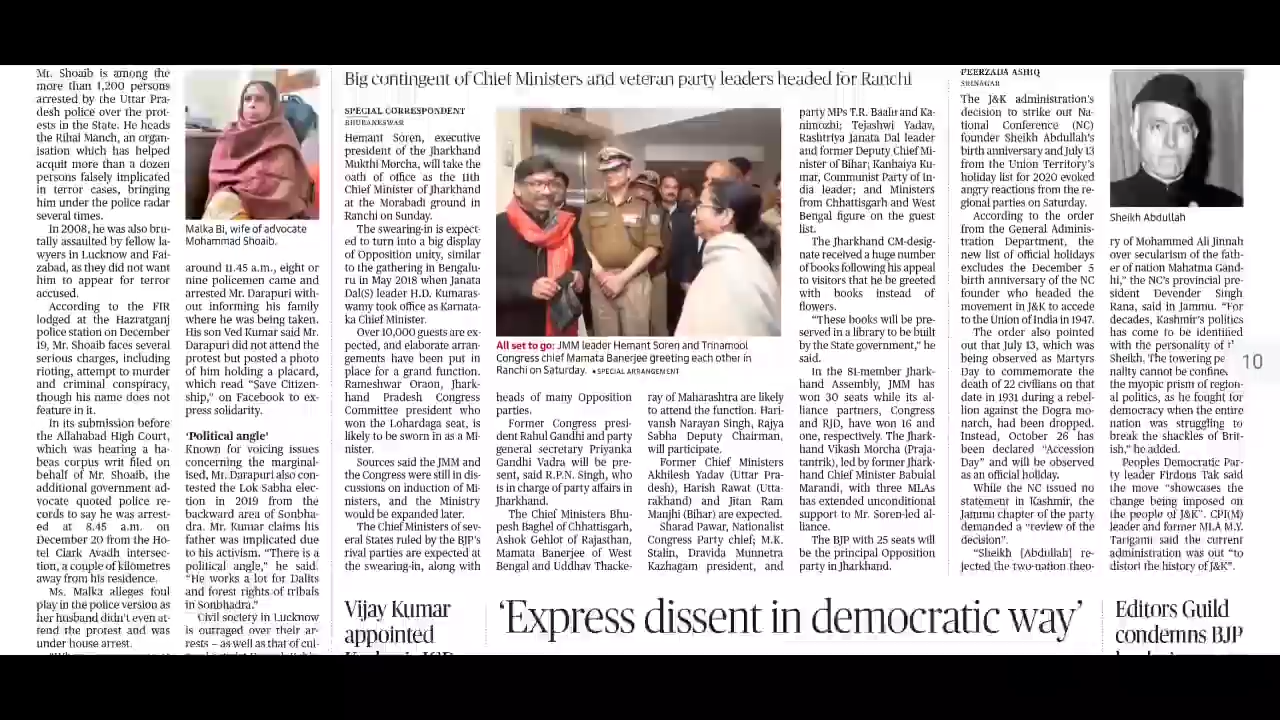 Mr. Shoaib is among the
more than 1,200 persons
arrested by the Uttar Pra-
desh police over the prot-
ests in the State. He heads
the Rihai Manch, an organ-
isation which has helped
acquit more than a dozen
persons falsely implicated
in terror cases, bringing
him under the police radar
several times.
In 2008, he was also bru-
tally assaulted by fellow la-
wyers in Lucknow and Fai-
zabad, as they did not want
him to appear for terror
accused.
According to the FIR
lodged at the Hazratganj
police station on December
19, Mr. Shoaib faces several
serious charges, including
rioting, attempt to murder
and criminal conspiracy,
though his name does not
feature in it.
In its submission before
the Allahabad High Court,
which was hearing a ha-
beas corpus writ filed on
behalf of Mr. Shoaib, the
additional government ad-
vocate quoted police re-
cords to say he was arrest-
ed at 8.45 a.m. on
December 20 from the Ho-
tel Clark Avadh intersec-
tion, a couple of kilometres
away from his residence.
Ms. Malka alleges foul
play in the police version as
her husband didn't even at-
tend the protest and was
under house arrest.
Malka Bi, wife of advocate
Mohammad Shoaib.
around 11.45 a.m., eight or
nine policemen came and
arrested Mr. Darapuri with-
out informing his family
where he was being taken.
His son Ved Kumar said Mr.
Darapuri did not attend the
protest but posted a photo
of him holding a placard,
which read "Save Citizen-
ship," on Facebook to ex-
press solidarity.
'Political angle'
Known for voicing issues
concerning the marginal-
ised, Mr. Darapuri also con-
tested the Lok Sabha elec-
tion in 2019 from the
backward area of Sonbha-
dra. Mr. Kumar claims his
father was implicated due
to his activism. "There is a
political angle," he said.
"He works a lot for Dalits
and forest rights of tribals
in Sonbhadra."
Civil society in Lucknow
is outraged over their ar-
rests – as well as that of cul-
Big contingent of Chief Ministers and veteran party leaders headed for Ranchi
SPECIAL CORRESPONDENT
BHUBANESWAR
Hemant Soren, executive
president of the Jharkhand
Mukthi Morcha, will take the
oath of office as the 11th
Chief Minister of Jharkhand
at the Morabadi ground in
Ranchi on Sunday.
The swearing-in is expect-
ed to turn into a big display
of Opposition unity, similar
to the gathering in Bengalu-
ru in May 2018 when Janata
Dal(S) leader H.D. Kumaras-
wamy took office as Karnata-
ka Chief Minister.
Over 10,000 guests are ex-
pected, and elaborate arran-
gements have been put in
place for a grand function.
Rameshwar Oraon, Jhark-
hand Pradesh Congress
Committee president who
won the Lohardaga seat, is
likely to be sworn in as a Mi-
nister.
Sources said the JMM and
the Congress were still in dis-
cussions on induction of Mi-
nisters, and the Ministry
would be expanded later.
The Chief Ministers of sev-
eral States ruled by the BJP's
rival parties are expected at
the swearing-in, along with
All set to go: JMM leader Hemant Soren and Trinamool
Congress chief Mamata Banerjee greeting each other in
Ranchi on Saturday. •SPECIAL ARRANGEMENT
heads of many Opposition
parties.
Former Congress presi-
dent Rahul Gandhi and party
general secretary Priyanka
Gandhi Vadra will be pre-
sent, said R.P.N. Singh, who
is in charge of party affairs in
Jharkhand.
The Chief Ministers Bhu-
pesh Baghel of Chhattisgarh,
Ashok Gehlot of Rajasthan,
Mamata Banerjee of West
Bengal and Uddhav Thacke-
ray of Maharashtra are likely
to attend the function. Hari-
vansh Narayan Singh, Rajya
Sabha Deputy Chairman,
will participate.
Former Chief Ministers
Akhilesh Yadav (Uttar Pra-
desh), Harish Rawat (Utta-
rakhand) and Jitan Ram
Manjhi (Bihar) are expected.
Sharad Pawar, Nationalist
Congress Party chief; M.K.
Stalin, Dravida Munnetra
Kazhagam president, and
party MPs T.R. Baalu and Ka-
nimozhi; Tejashwi Yadav,
Rashtriya Janata Dal leader
and former Deputy Chief Mi-
nister of Bihar; Kanhaiya Ku-
mar, Communist Party of In-
dia leader; and Ministers
from Chhattisgarh and West
Bengal figure on the guest
list.
The Jharkhand CM-desig-
nate received a huge number
of books following his appeal
to visitors that he be greeted
with books instead of
flowers.
"These books will be pre-
served in a library to be built
by the State government," he
said.
In the 81-member Jhark-
hand Assembly, JMM has
won 30 seats while its al-
liance partners, Congress
and RJD, have won 16 and
one, respectively. The Jhark-
hand Vikash Morcha (Praja-
tantrik), led by former Jhark-
hand Chief Minister Babulal
Marandi, with three MLAs
has extended unconditional
support to Mr. Soren-led al-
liance.
The BJP with 25 seats will
be the principal Opposition
party in Jharkhand.
PEERZADA ASHIQ
SRINAGAR
The J&K administration's
decision to strike out Na-
tional Conference (NC)
founder Sheikh Abdullah's
birth anniversary and July 13
from the Union Territory's
holiday list for 2020 evoked
angry reactions from the re-
gional parties on Saturday.
According to the order
from the General Adminis-
tration Department, the
new list of official holidays
excludes the December 5
birth anniversary of the NC
founder who headed the
movement in J&K to accede
to the Union of India in 1947.
The order also pointed
out that July 13, which was
being observed as Martyrs
Day to commemorate the
death of 22 civilians on that
date in 1931 during a rebel-
lion against the Dogra mo-
narch, had been dropped.
Instead, October 26 has
been declared "Accession
Day" and will be observed
as an official holiday.
While the NC issued no
statement in Kashmir, the
Jammu chapter of the party
demanded a "review of the
decision".
"Sheikh [Abdullah] re-
jected the two-nation theo-
Sheikh Abdullah
ry of Mohammed Ali Jinnah
over secularism of the fath-
er of nation Mahatma Gand-
hi," the NC's provincial pre-
sident Devender Singh
Rana, said in Jammu. "For
decades, Kashmir's politics
has come to be identified
with the personality of
Sheikh. The towering
nality cannot be confine
the myopic prism of region-
al politics, as he fought for
democracy when the entire
nation was struggling to
break the shackles of Brit-
ish," he added.
Peoples Democratic Par-
ty leader Firdous Tak said
the move "showcases the
change being imposed on
the people of J&K". CPI(M)
leader and former MLA M.Y.
Tarigami said the current
administration was out "to
distort the history of J&K".
10
Vijay Kumar
appointed
'Express dissent in democratic way'
Editors Guild
condemns BJP